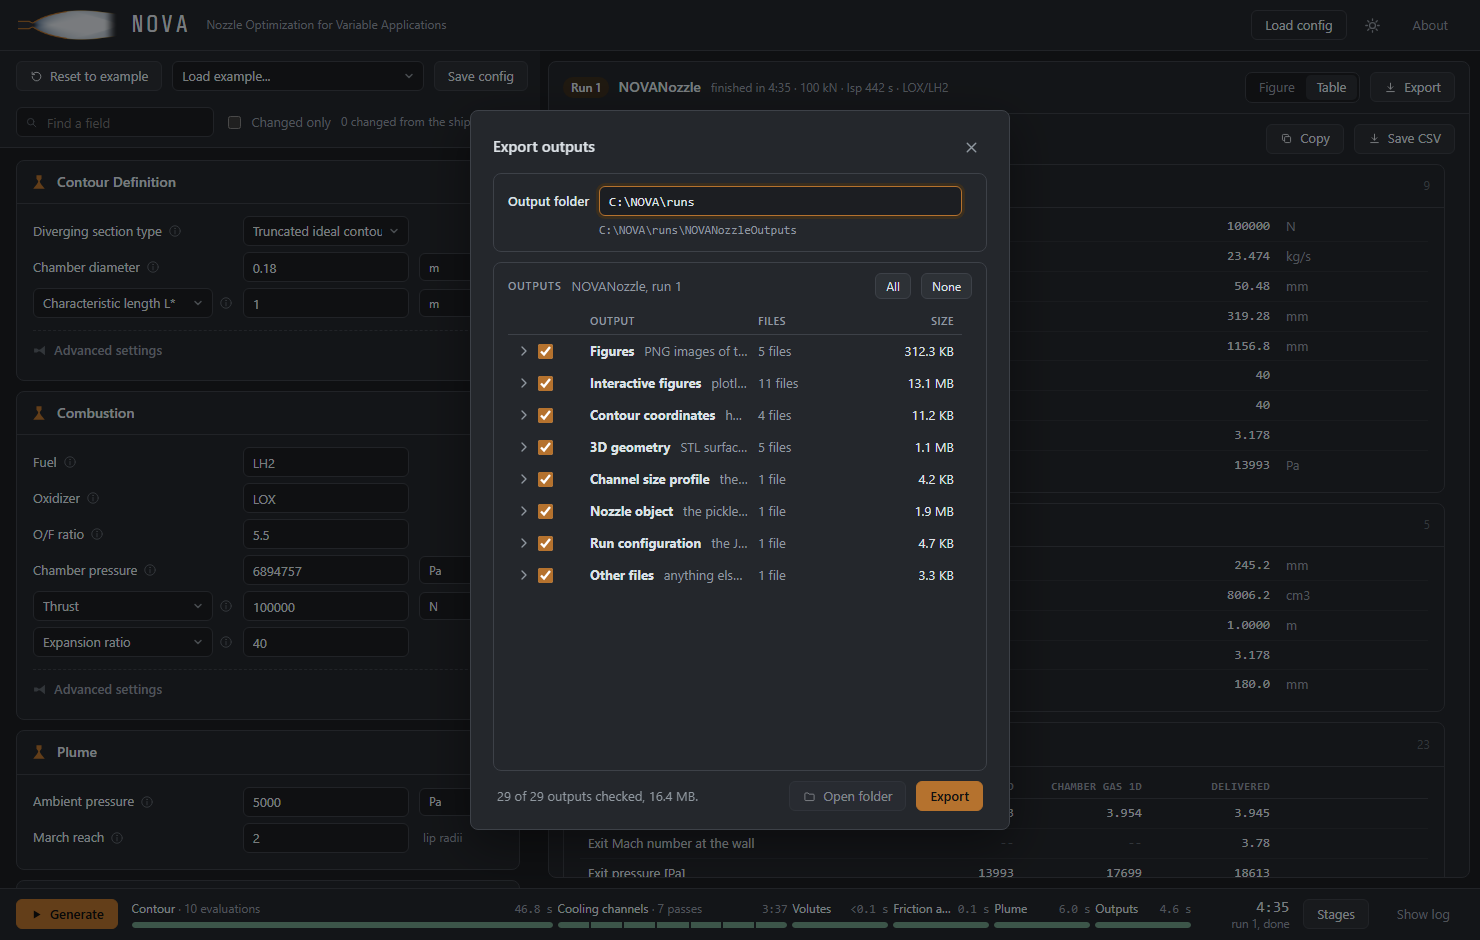 NOVA Nozzle Optimization for Variable Applications Load config About
Reset to example Load example... Save config
Run 1 NOVANozzle finished in 4:35 · 100 kN · Isp 442 s · LOX/LH2 Figure Table Export
Find a field Changed only 0 changed from the ship
Copy Save CSV
Export outputs
Output folder C:\NOVA\runs
C:\NOVA\runs\NOVANozzleOutputs
OUTPUTS NOVANozzle, run 1 All None
OUTPUT FILES SIZE
Figures PNG images of t... 5 files 312.3 KB
Interactive figures plotl... 11 files 13.1 MB
Contour coordinates h... 4 files 11.2 KB
3D geometry STL surfac... 5 files 1.1 MB
Channel size profile the... 1 file 4.2 KB
Nozzle object the pickle... 1 file 1.9 MB
Run configuration the J... 1 file 4.7 KB
Other files anything els... 1 file 3.3 KB
29 of 29 outputs checked, 16.4 MB. Open folder Export
Contour Definition
Diverging section type Truncated ideal contou
Chamber diameter 0.18 m
Characteristic length L* 1 m
Advanced settings
Combustion
Fuel LH2
Oxidizer LOX
O/F ratio 5.5
Chamber pressure 6894757 Pa
Thrust 100000 N
Expansion ratio 40
Advanced settings
Plume
Ambient pressure 5000 Pa
March reach 2 lip radii
9
100000 N
23.474 kg/s
50.48 mm
319.28 mm
1156.8 mm
40
40
3.178
13993 Pa
5
245.2 mm
8006.2 cm3
1.0000 m
3.178
180.0 mm
23
D CHAMBER GAS 1D DELIVERED
3 3.954 3.945
Exit Mach number at the wall -- -- 3.78
Exit pressure [Pa] 13993 17699 18613
Generate Contour · 10 evaluations 46.8 s Cooling channels · 7 passes 3:37 Volutes <0.1 s Friction a... 0.1 s Plume 6.0 s Outputs 4.6 s 4:35 Stages Show log
run 1, done